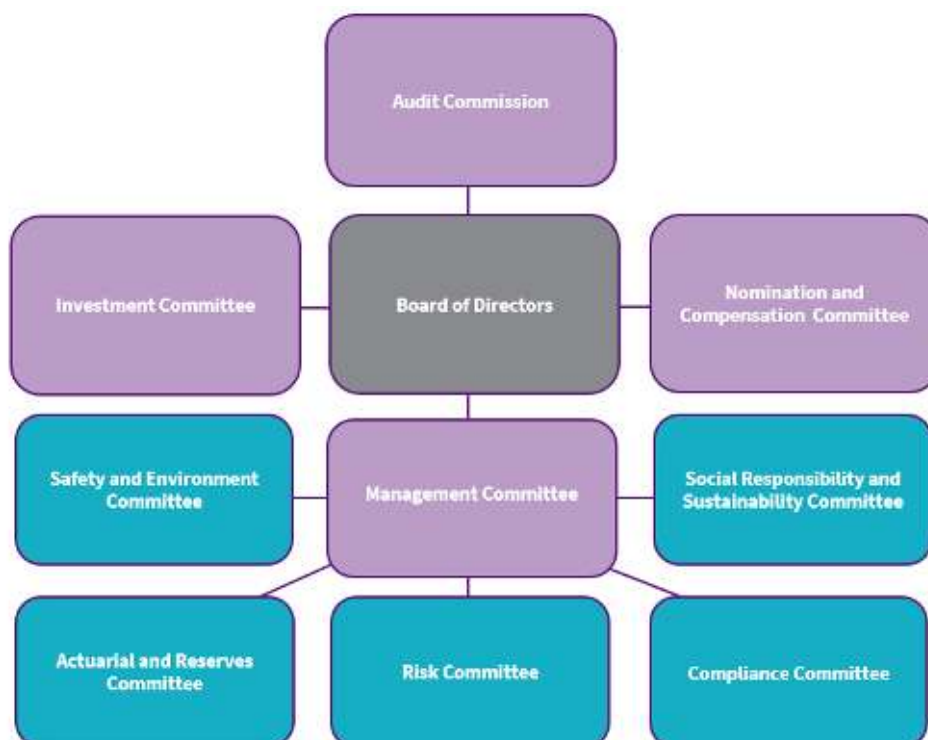 Audit Commission
Investment Committee
Board of Directors
Nomination and
Compensation Committee
Safety and Environment
Committee
Management Committee
Social Responsibility and
Sustainability Committee
Actuarial and Reserves
Committee
Risk Committee
Compliance Committee